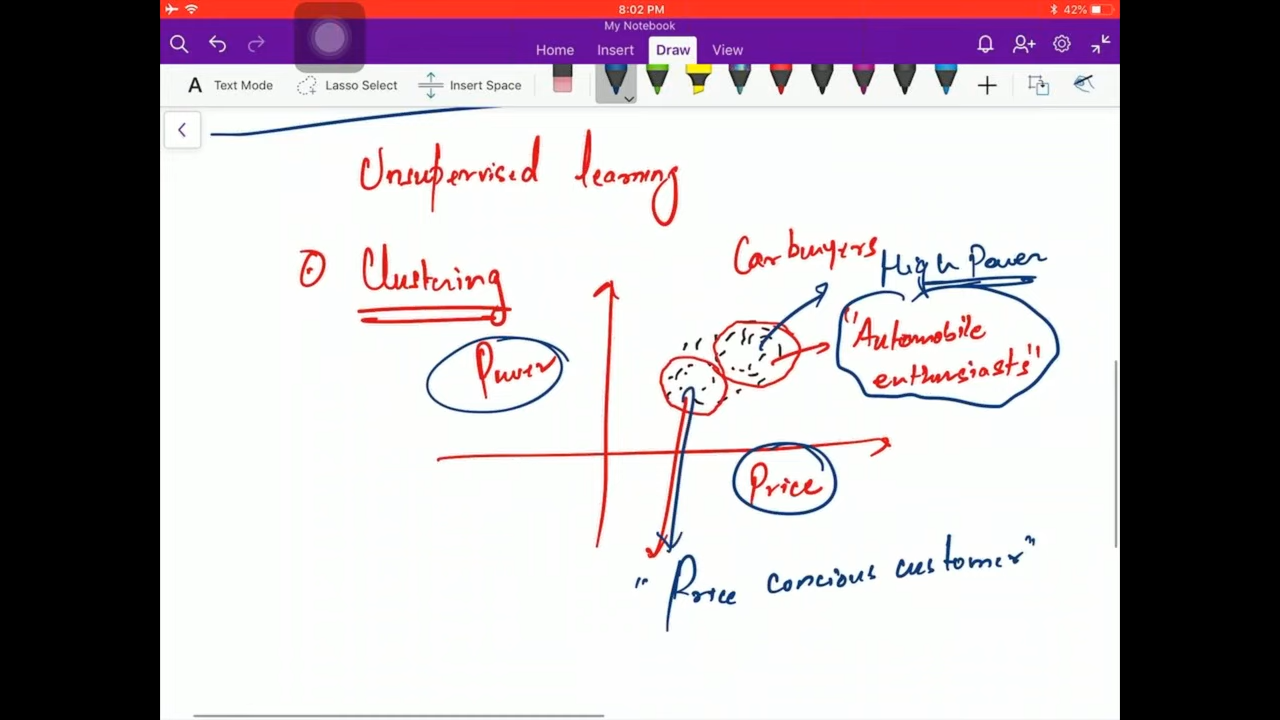 8:02 PM
42%
My Notebook
Home Insert Draw View
A Text Mode Lasso Select Insert Space
Unsupervised learning
Clustering
Car buyers
High Power
Power
"Automobile
enthusiasts"
Price
"Price concious customer"